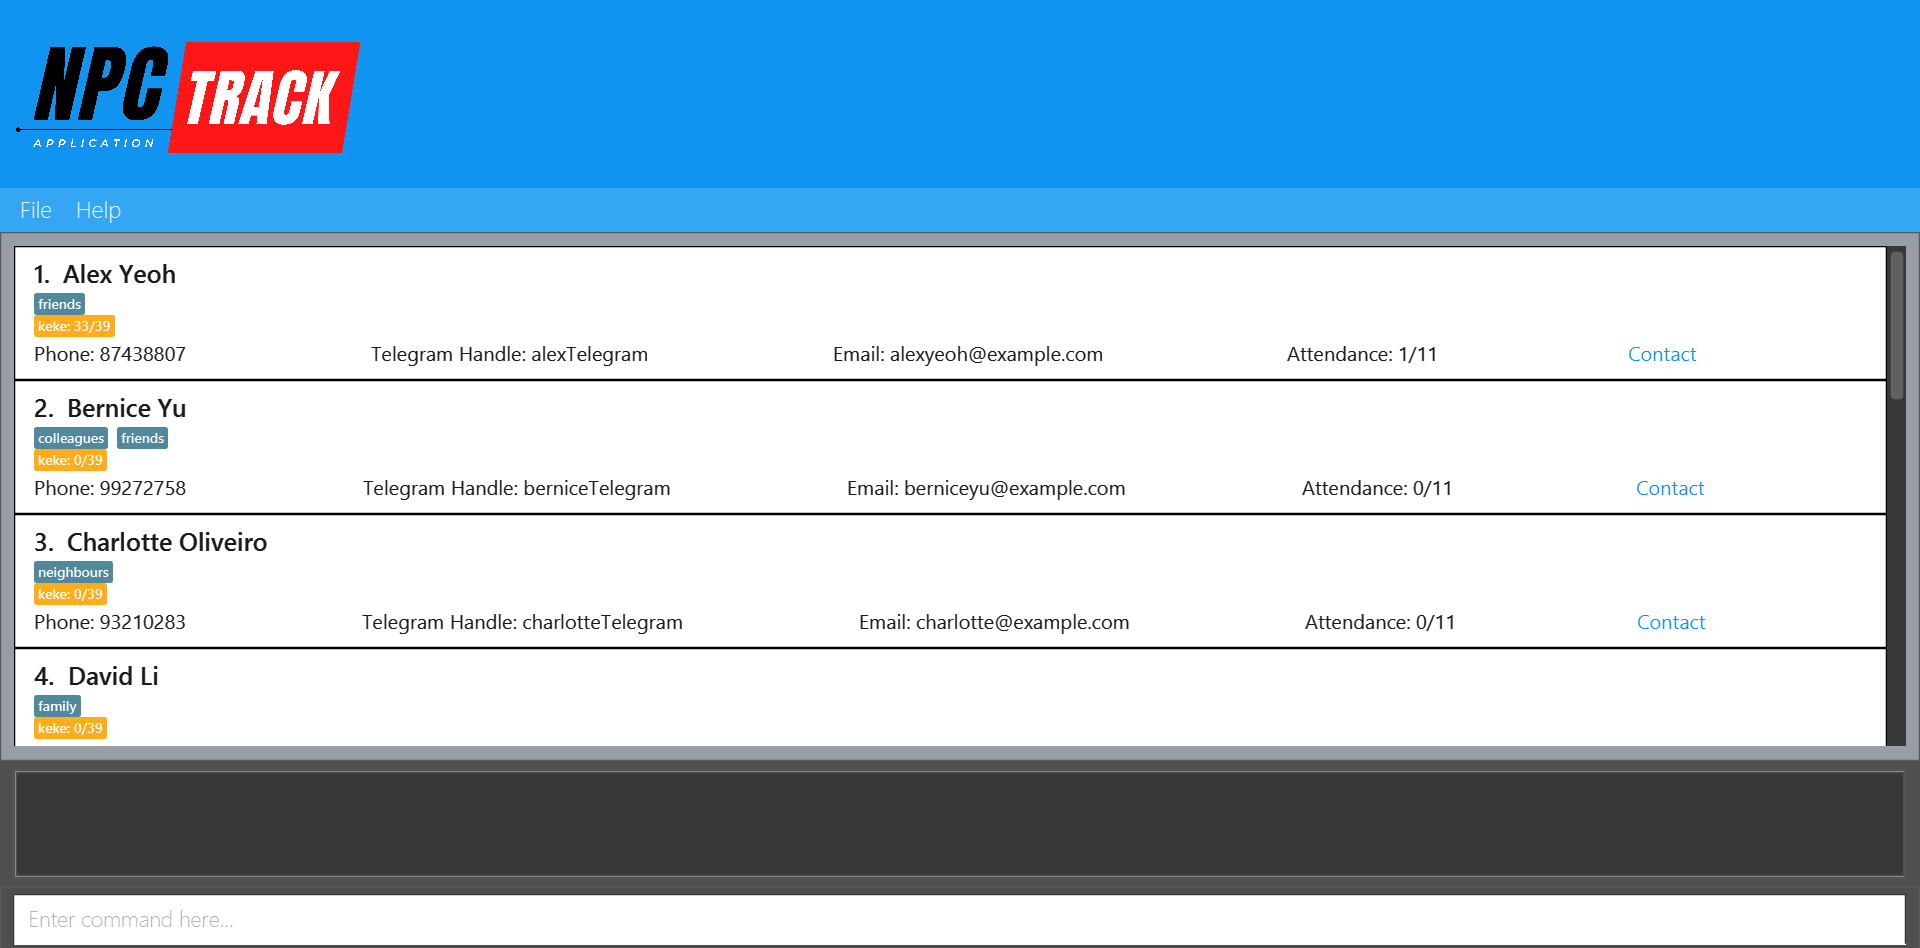 NPC TRACK
APPLICATION
File Help
1. Alex Yeoh
friends
keke: 33/39
Phone: 87438807 Telegram Handle: alexTelegram Email: alexyeoh@example.com Attendance: 1/11 Contact
2. Bernice Yu
colleagues friends
keke: 0/39
Phone: 99272758 Telegram Handle: berniceTelegram Email: berniceyu@example.com Attendance: 0/11 Contact
3. Charlotte Oliveiro
neighbours
keke: 0/39
Phone: 93210283 Telegram Handle: charlotteTelegram Email: charlotte@example.com Attendance: 0/11 Contact
4. David Li
family
keke: 0/39
Enter command here...